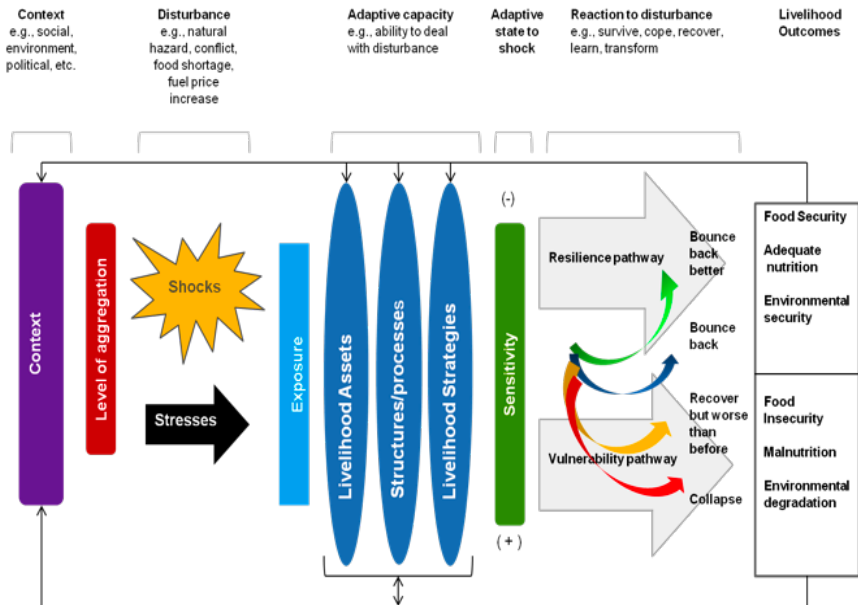 Context
e.g., social,
environment,
political, etc.
Disturbance
e.g., natural
hazard, conflict,
food shortage,
fuel price
increase
Adaptive capacity
e.g., ability to deal
with disturbance
Adaptive
state to
shock
Reaction to disturbance
e.g., survive, cope, recover,
learn, transform
Livelihood
Outcomes
Context
Level of aggregation
Shocks
Stresses
Exposure
Livelihood Assets
Structures/processes
Livelihood Strategies
(-)
Sensitivity
(+)
Resilience pathway
Bounce
back
better
Bounce
back
Recover
but worse
than
before
Vulnerability pathway
Collapse
Food Security
Adequate
nutrition
Environmental
security
Food
Insecurity
Malnutrition
Environmental
degradation